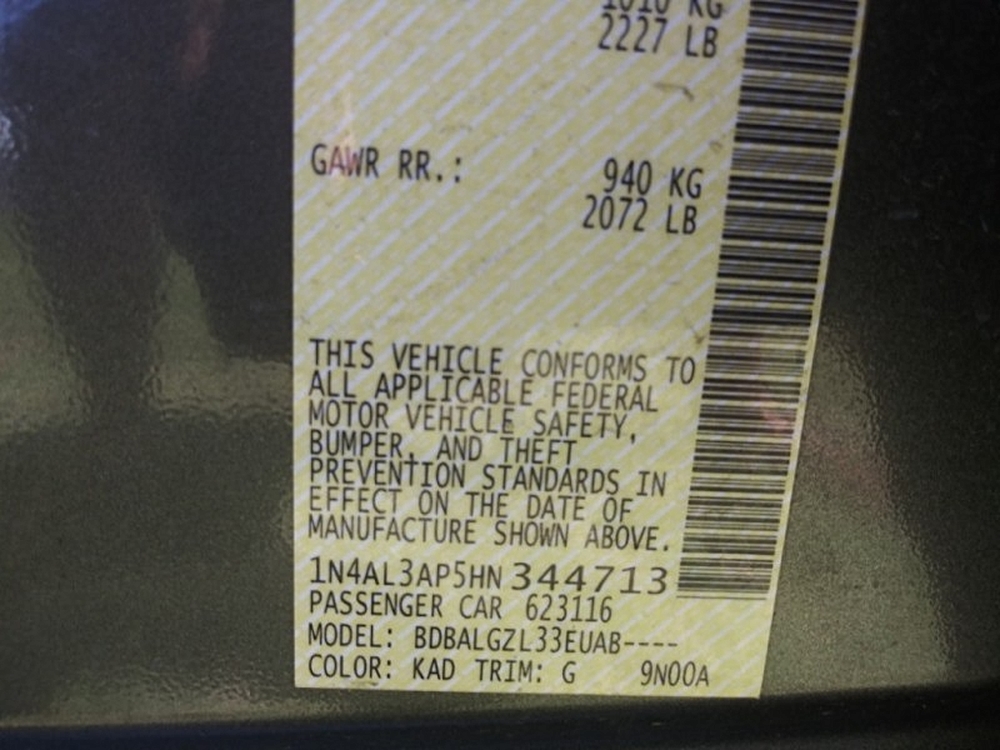 1010 KG
2227 LB
GAWR RR.: 940 KG
2072 LB
THIS VEHICLE CONFORMS TO
ALL APPLICABLE FEDERAL
MOTOR VEHICLE SAFETY,
BUMPER, AND THEFT
PREVENTION STANDARDS IN
EFFECT ON THE DATE OF
MANUFACTURE SHOWN ABOVE.
1N4AL3AP5HN344713
PASSENGER CAR 623116
MODEL: BDBALGZL33EUAB----
COLOR: KAD TRIM: G 9N00A